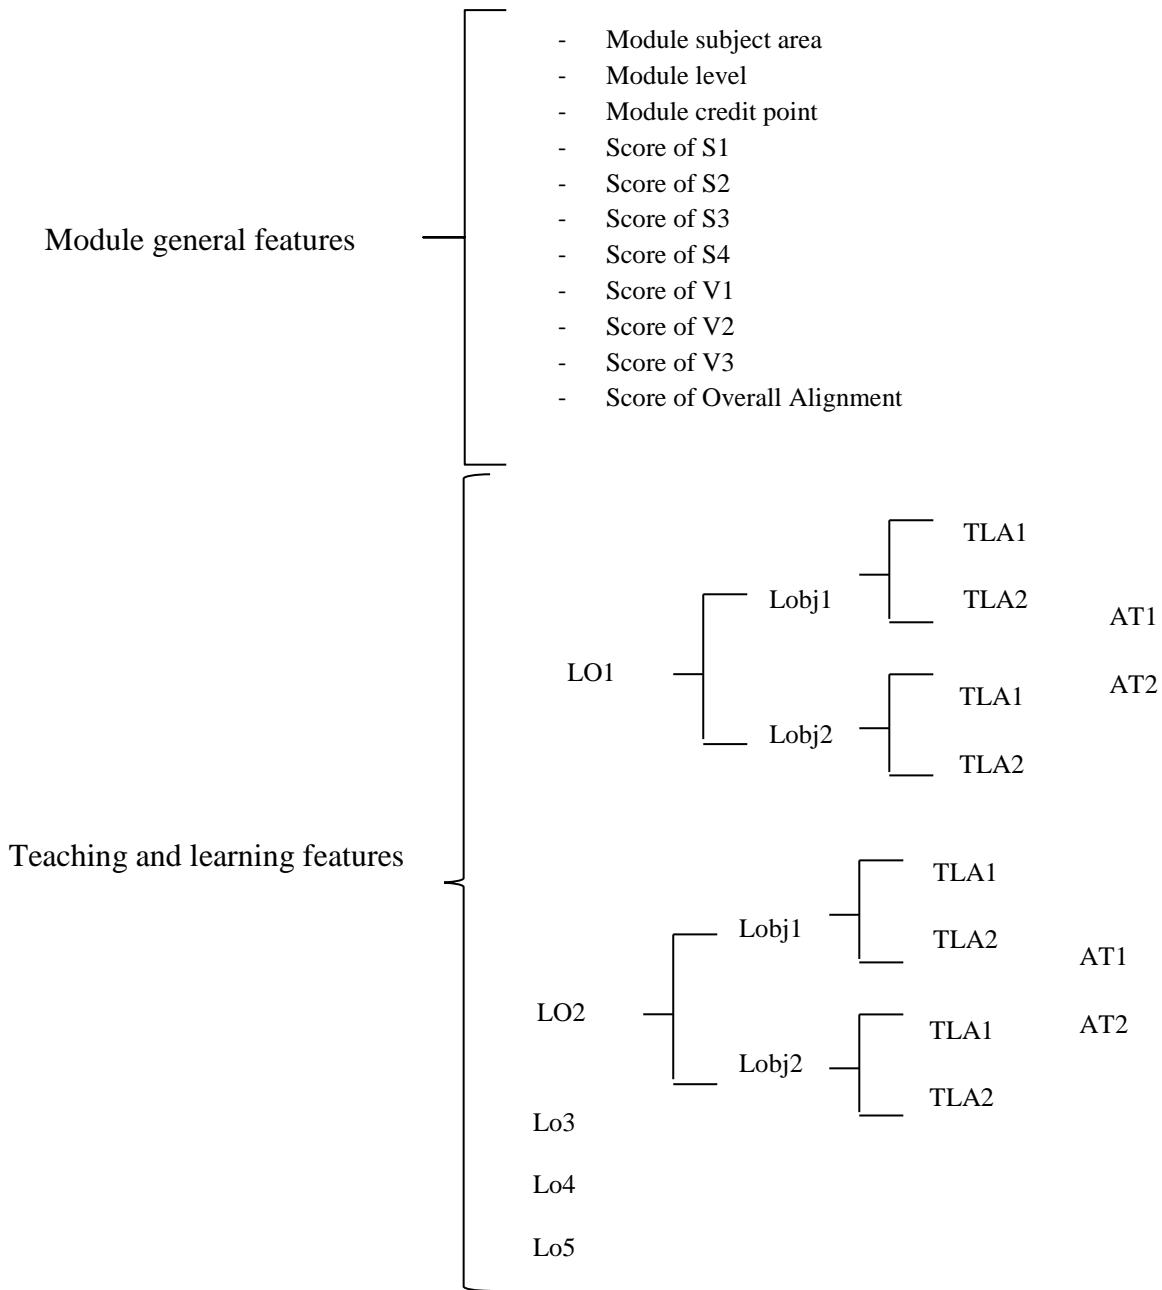 - Module subject area
- Module level
- Module credit point
- Score of S1
- Score of S2
- Score of S3
- Score of S4
- Score of V1
- Score of V2
- Score of V3
- Score of Overall Alignment
Module general features
TLA1
Lobj1
TLA2
AT1
LO1
AT2
TLA1
Lobj2
TLA2
Teaching and learning features
TLA1
Lobj1
TLA2
AT1
LO2
AT2
TLA1
Lobj2
TLA2
Lo3
Lo4
Lo5